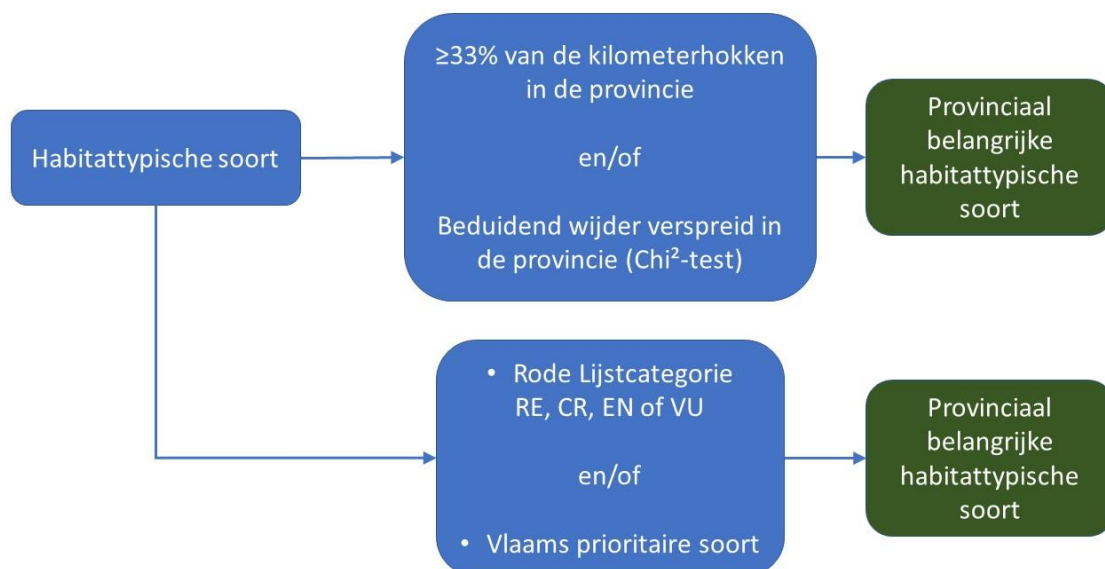 Habitattypische soort
≥33% van de kilometerhokken
in de provincie
en/of
Beduidend wijder verspreid in
de provincie (Chi²-test)
Provinciaal
belangrijke
habitattypische
soort
• Rode Lijstcategorie
RE, CR, EN of VU
en/of
• Vlaams prioritaire soort
Provinciaal
belangrijke
habitattypische
soort